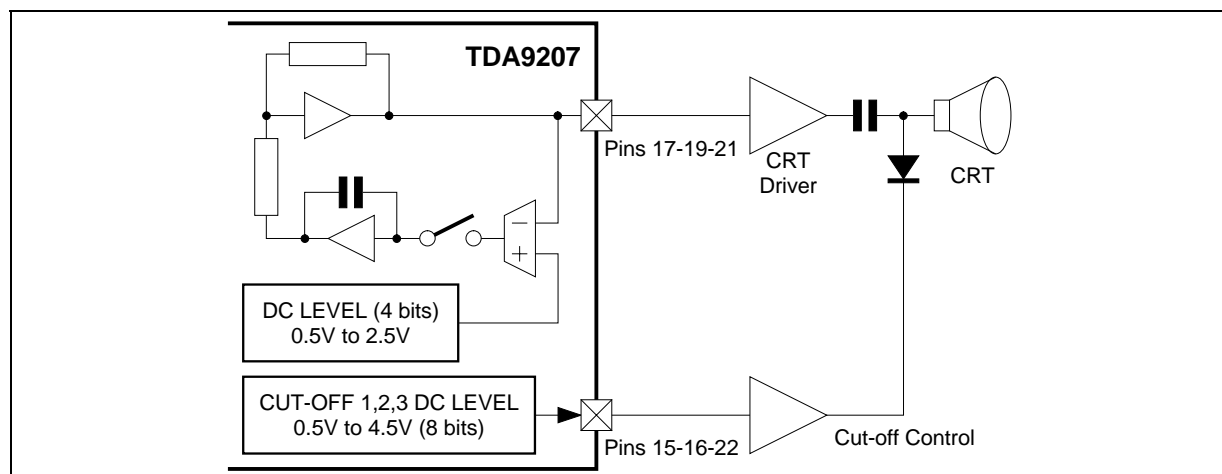 TDA9207
Pins 17-19-21
CRT
Driver
CRT
−
+
DC LEVEL (4 bits)
0.5V to 2.5V
CUT-OFF 1,2,3 DC LEVEL
0.5V to 4.5V (8 bits)
Pins 15-16-22
Cut-off Control